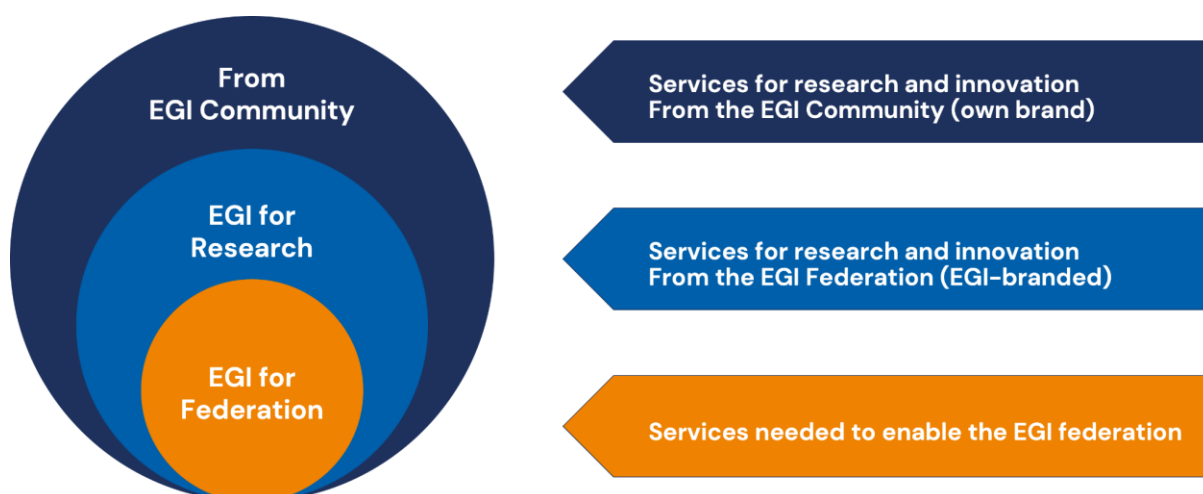 From
EGI Community
EGI for
Research
EGI for
Federation
Services for research and innovation
From the EGI Community (own brand)
Services for research and innovation
From the EGI Federation (EGI-branded)
Services needed to enable the EGI federation